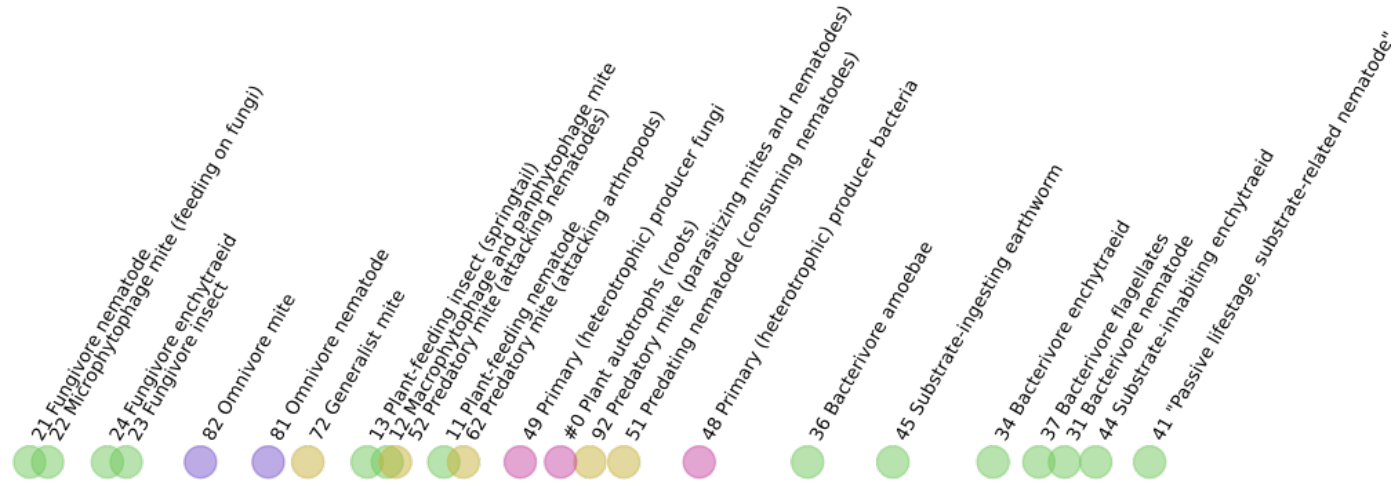 21 Fungivore nematode
22 Microphytophage mite (feeding on fungi)
24 Fungivore enchytraeid
23 Fungivore insect
82 Omnivore mite
81 Omnivore nematode
72 Generalist mite
13 Plant-feeding insect (springtail)
12 Macrophytophage and panphytophage mite
52 Predatory mite (attacking nematodes)
11 Plant-feeding nematode
62 Predatory mite (attacking arthropods)
49 Primary (heterotrophic) producer fungi
#0 Plant autotrophs (roots)
92 Predatory mite (parasitizing mites and nematodes)
51 Predating nematode (consuming nematodes)
48 Primary (heterotrophic) producer bacteria
36 Bacterivore amoebae
45 Substrate-ingesting earthworm
34 Bacterivore enchytraeid
37 Bacterivore flagellates
31 Bacterivore nematode
44 Substrate-inhabiting enchytraeid
41 "Passive lifestage, substrate-related nematode"